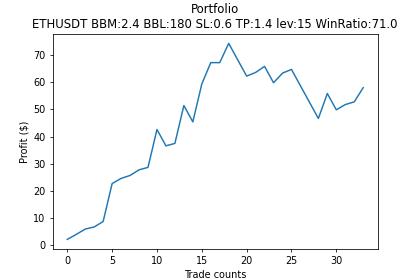 Portfolio
ETHUSDT BBM:2.4 BBL:180 SL:0.6 TP:1.4 lev:15 WinRatio:71.0
70
60
50
40
30
20
10
0
Profit ($)
0 5 10 15 20 25 30
Trade counts